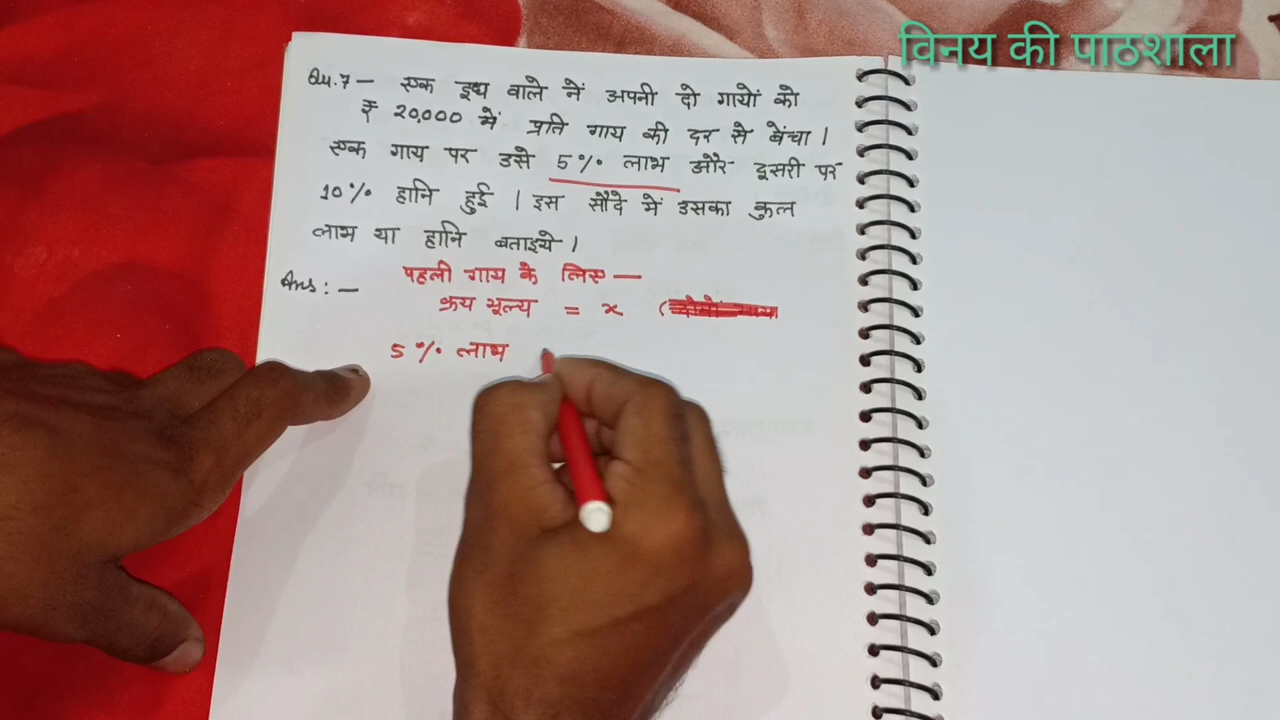 विनय की पाठशाला
Qu.7 — एक दूध वाले नें अपनी दो गायों को
₹ 20,000 में प्रति गाय की दर से बेंचा।
एक गाय पर उसे 5% लाभ और दूसरी पर
10% हानि हुई। इस सौदे में उसका कुल
लाभ या हानि बताइये।
Ans:— पहली गाय के लिए —
क्रय मूल्य = x (
5% लाभ